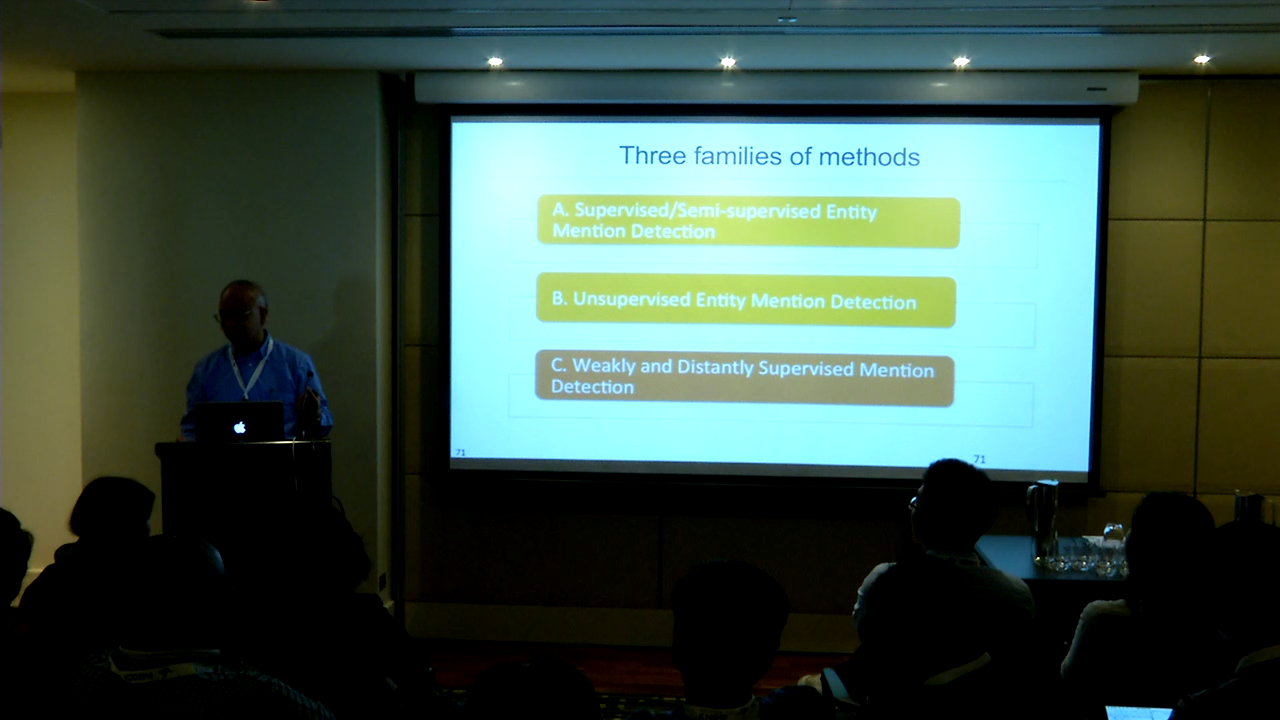 Three families of methods
A. Supervised/Semi-supervised Entity
Mention Detection
B. Unsupervised Entity Mention Detection
C. Weakly and Distantly Supervised Mention
Detection
71
71